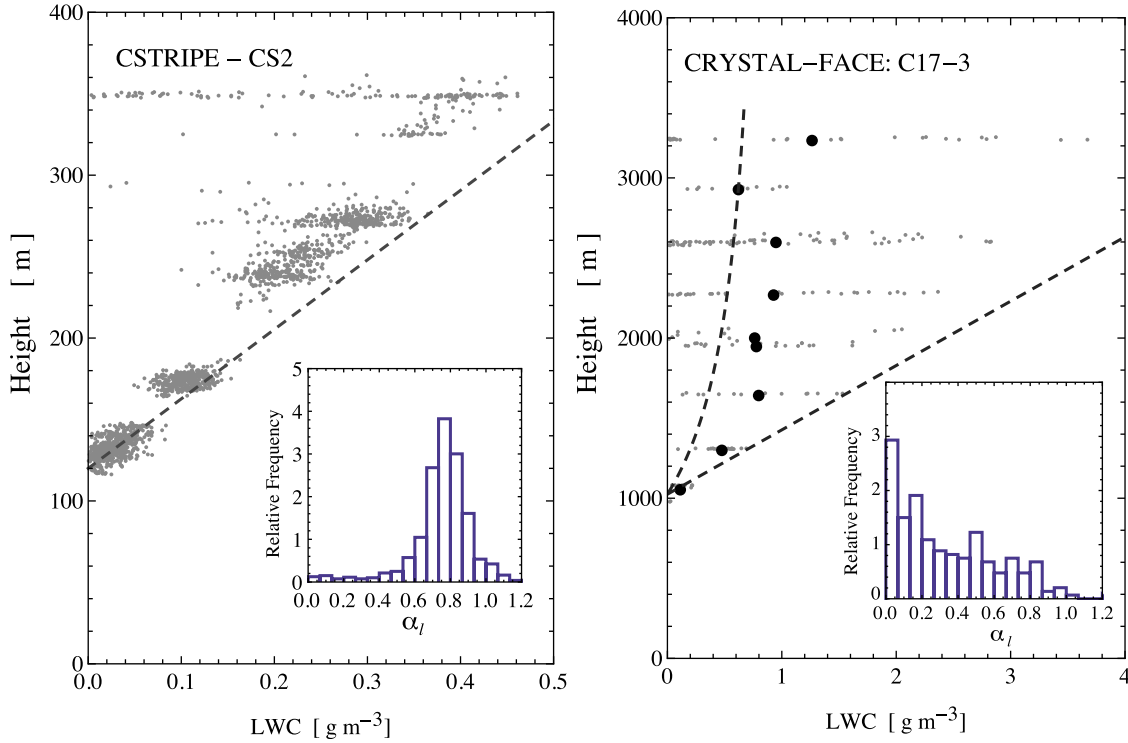 CSTRIPE – CS2
Height [ m ]
400
300
200
100
0
0.0 0.1 0.2 0.3 0.4 0.5
LWC [ g m−3]
Relative Frequency
5
4
3
2
1
0
0.0 0.2 0.4 0.6 0.8 1.0 1.2
αl
CRYSTAL–FACE: C17–3
Height [ m ]
4000
3000
2000
1000
0
0 1 2 3 4
LWC [ g m−3]
Relative Frequency
3
2
1
0
0.0 0.2 0.4 0.6 0.8 1.0 1.2
αl